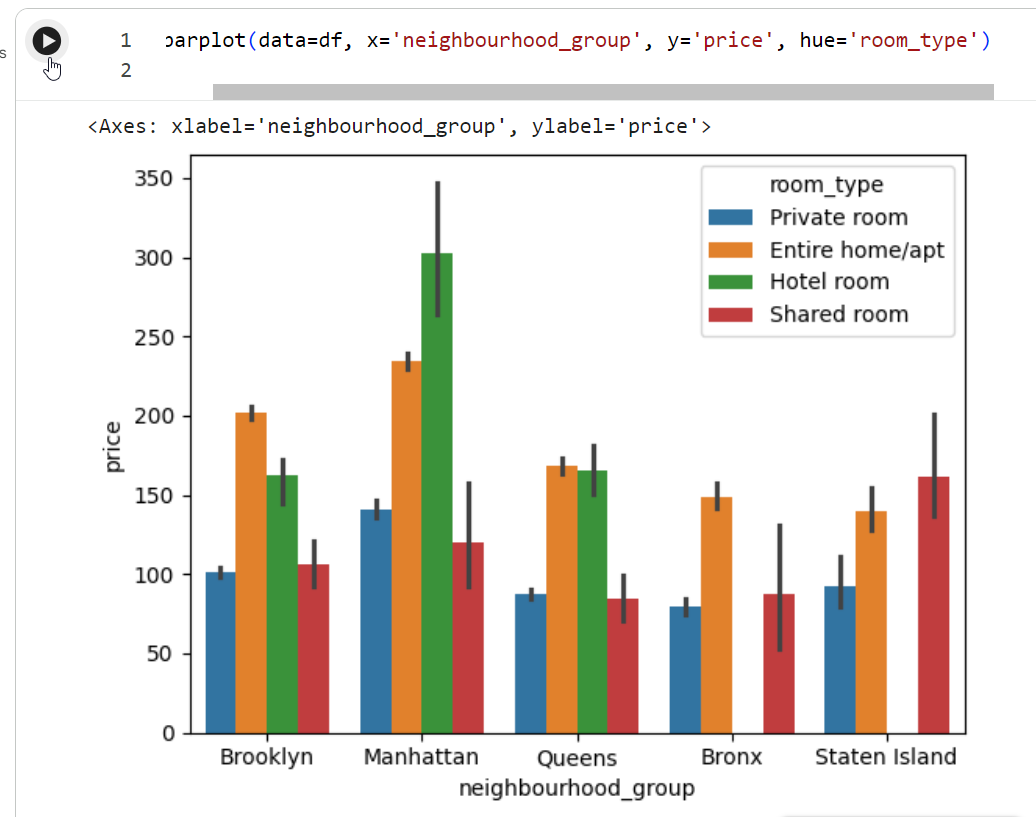 1 barplot(data=df, x='neighbourhood_group', y='price', hue='room_type')
s
2
<Axes: xlabel='neighbourhood_group', ylabel='price'>
350
300
250
200
150
100
50
0
price
room_type
Private room
Entire home/apt
Hotel room
Shared room
Brooklyn Manhattan Queens Bronx Staten Island
neighbourhood_group